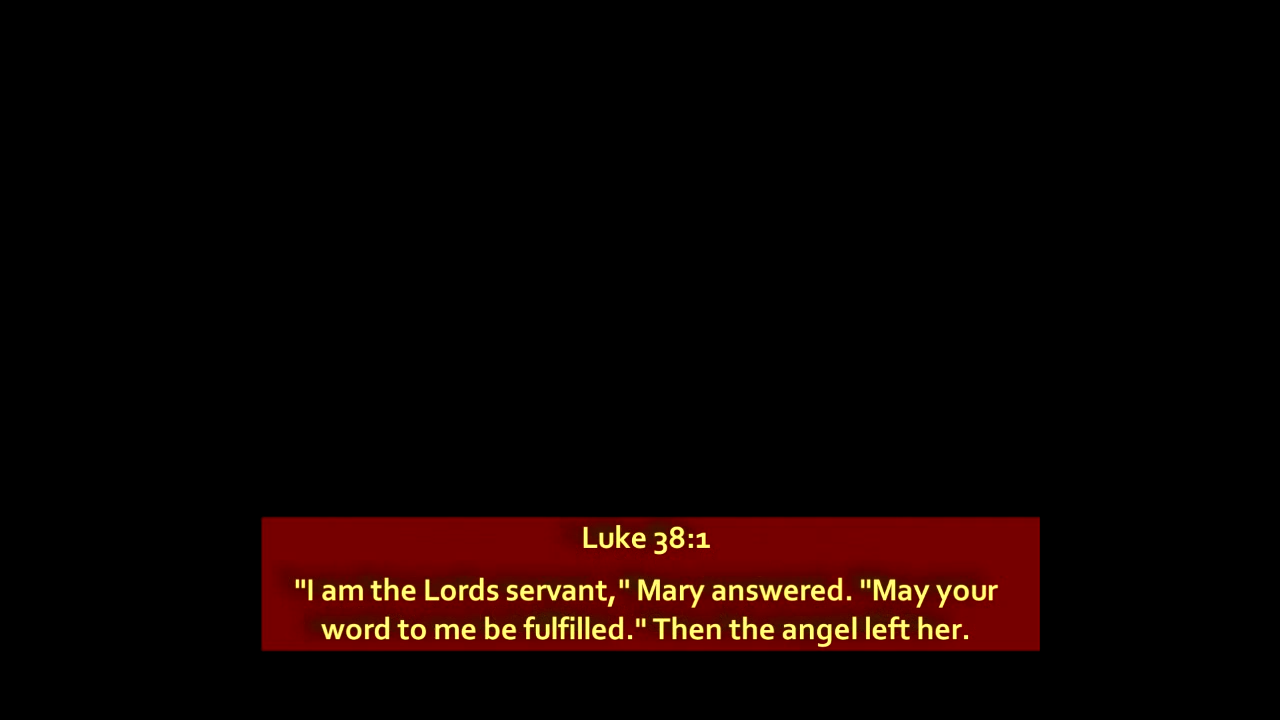 Luke 38:1
"I am the Lords servant," Mary answered. "May your
word to me be fulfilled." Then the angel left her.